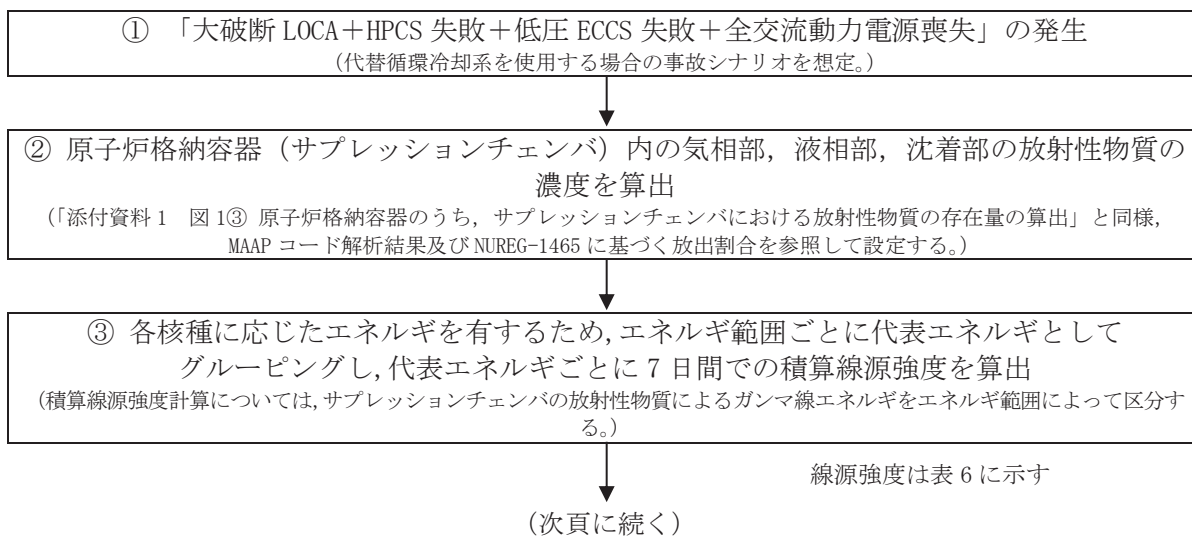 ① 「大破断 LOCA＋HPCS 失敗＋低圧 ECCS 失敗＋全交流動力電源喪失」の発生
（代替循環冷却系を使用する場合の事故シナリオを想定。）
② 原子炉格納容器（サプレッションチェンバ）内の気相部，液相部，沈着部の放射性物質の
濃度を算出
（「添付資料 1　図 1③ 原子炉格納容器のうち，サプレッションチェンバにおける放射性物質の存在量の算出」と同様，
MAAP コード解析結果及び NUREG-1465 に基づく放出割合を参照して設定する。）
③ 各核種に応じたエネルギを有するため,エネルギ範囲ごとに代表エネルギとして
グルーピングし,代表エネルギごとに 7 日間での積算線源強度を算出
（積算線源強度計算については,サプレッションチェンバの放射性物質によるガンマ線エネルギをエネルギ範囲によって区分す
る。）
線源強度は表 6 に示す
（次頁に続く）